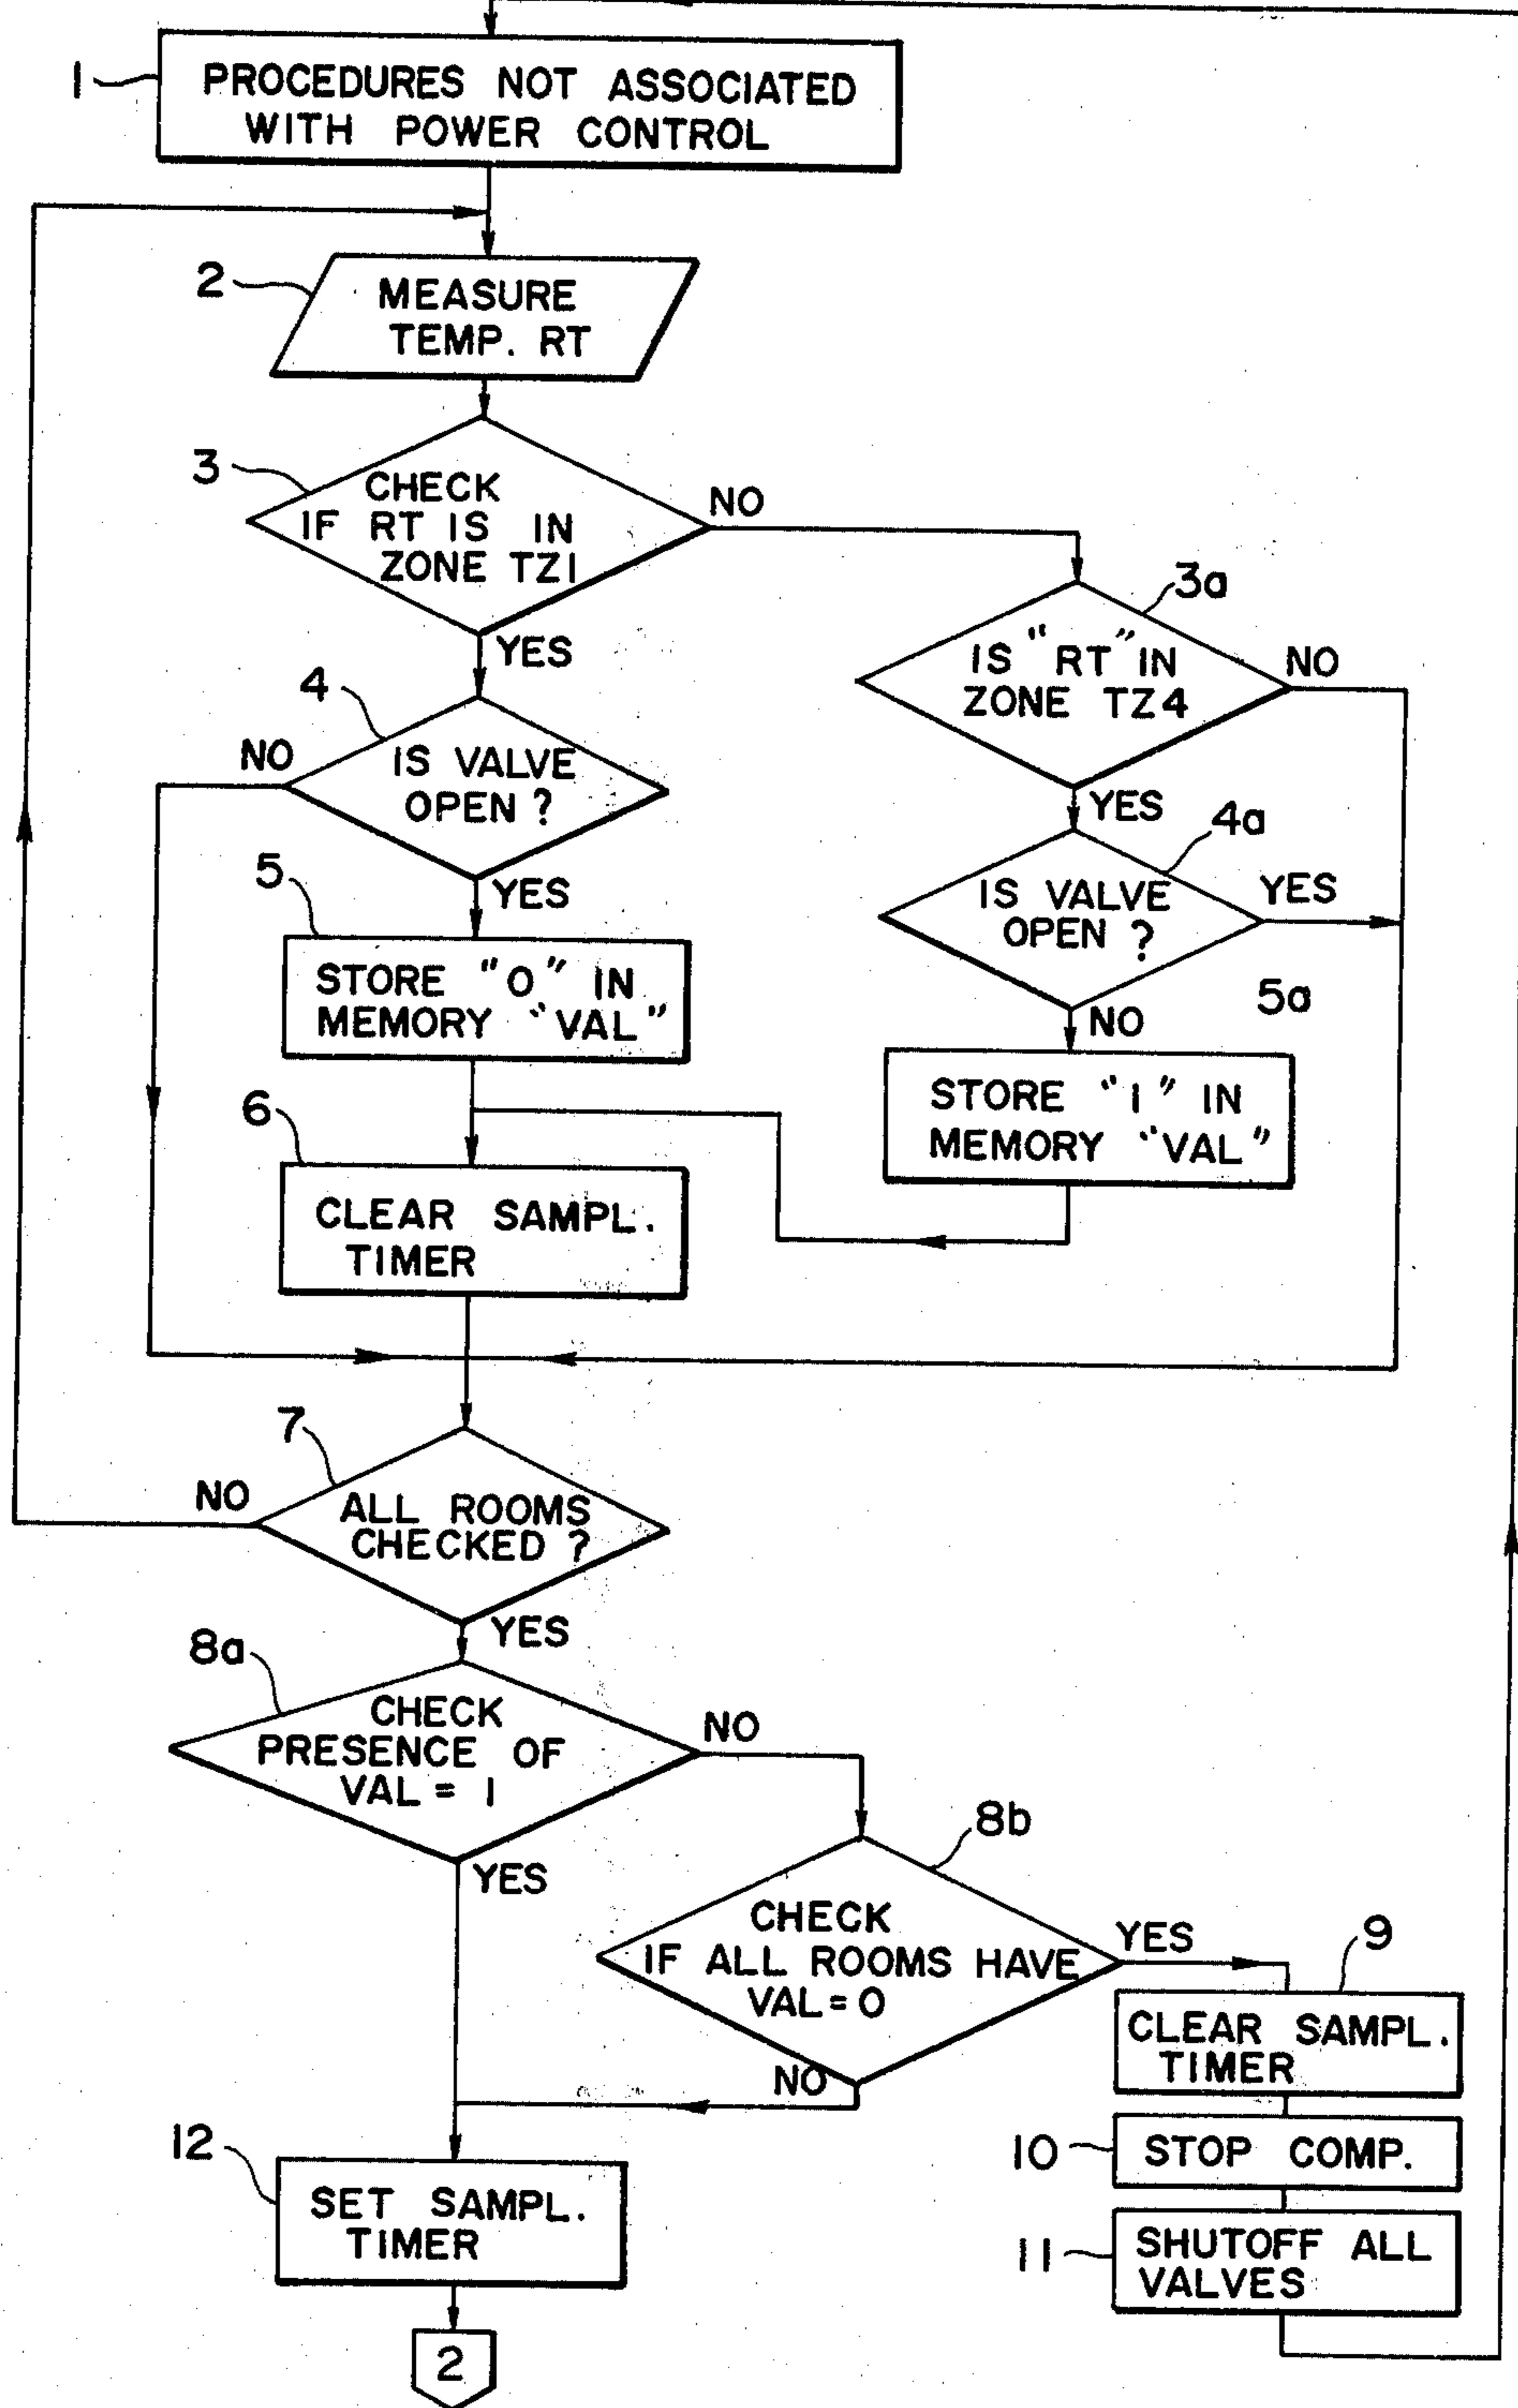 1
PROCEDURES NOT ASSOCIATED
WITH POWER CONTROL
2
MEASURE
TEMP. RT
3
CHECK
IF RT IS IN
ZONE TZ1
NO
YES
3a
IS "RT" IN
ZONE TZ4
NO
YES
4
IS VALVE
OPEN ?
NO
YES
4a
IS VALVE
OPEN ?
YES
NO
5
STORE "0" IN
MEMORY "VAL"
5a
STORE "1" IN
MEMORY "VAL"
6
CLEAR SAMPL.
TIMER
7
ALL ROOMS
CHECKED ?
NO
YES
8a
CHECK
PRESENCE OF
VAL = 1
NO
YES
8b
CHECK
IF ALL ROOMS HAVE
VAL = 0
YES
NO
9
CLEAR SAMPL.
TIMER
10
STOP COMP.
11
SHUTOFF ALL
VALVES
12
SET SAMPL.
TIMER
2